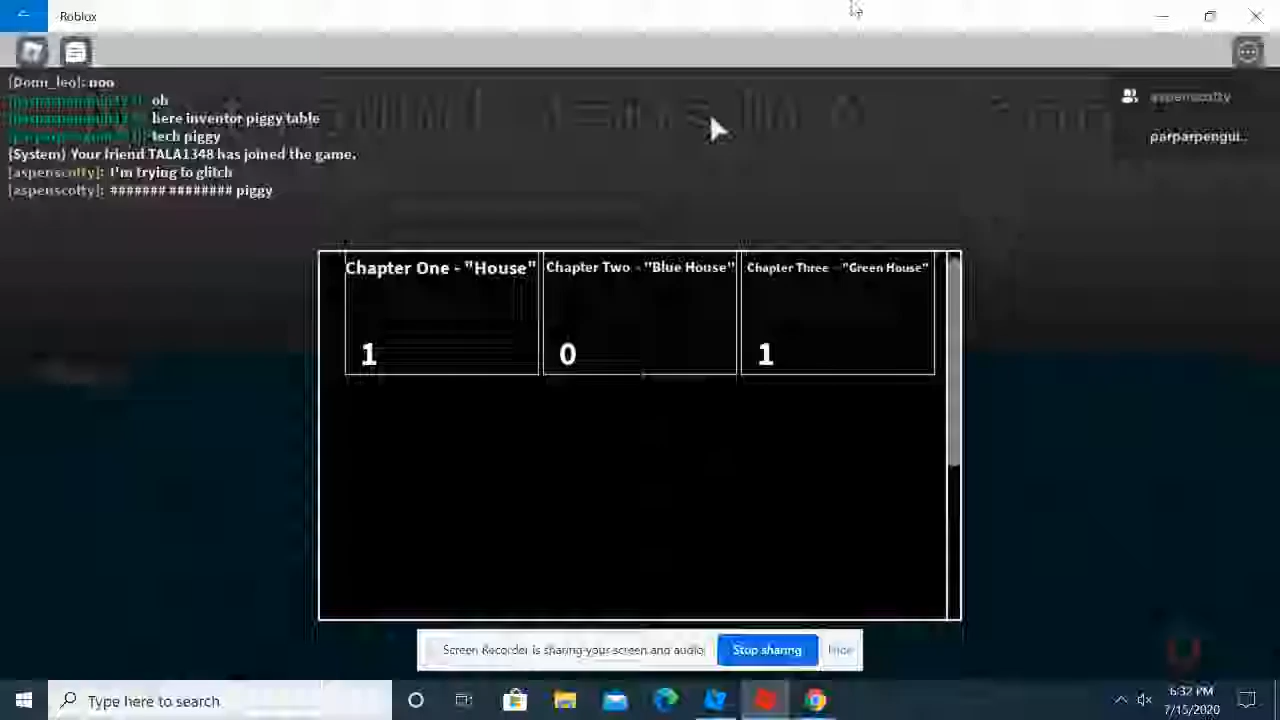 Roblox
[Domi_leo]: noo
oh
here inventor piggy table
tech piggy
[System] Your friend TALA1348 has joined the game.
[aspenscotty]: I'm trying to glitch
[aspenscotty]: ####### ######## piggy
aspenscotty
parparpengui..
Chapter One - "House"
1
Chapter Two - "Blue House"
0
Chapter Three - "Green House"
1
Screen Recorder is sharing your screen and audio
Stop sharing
Hide
Type here to search
6:32 PM
7/15/2020